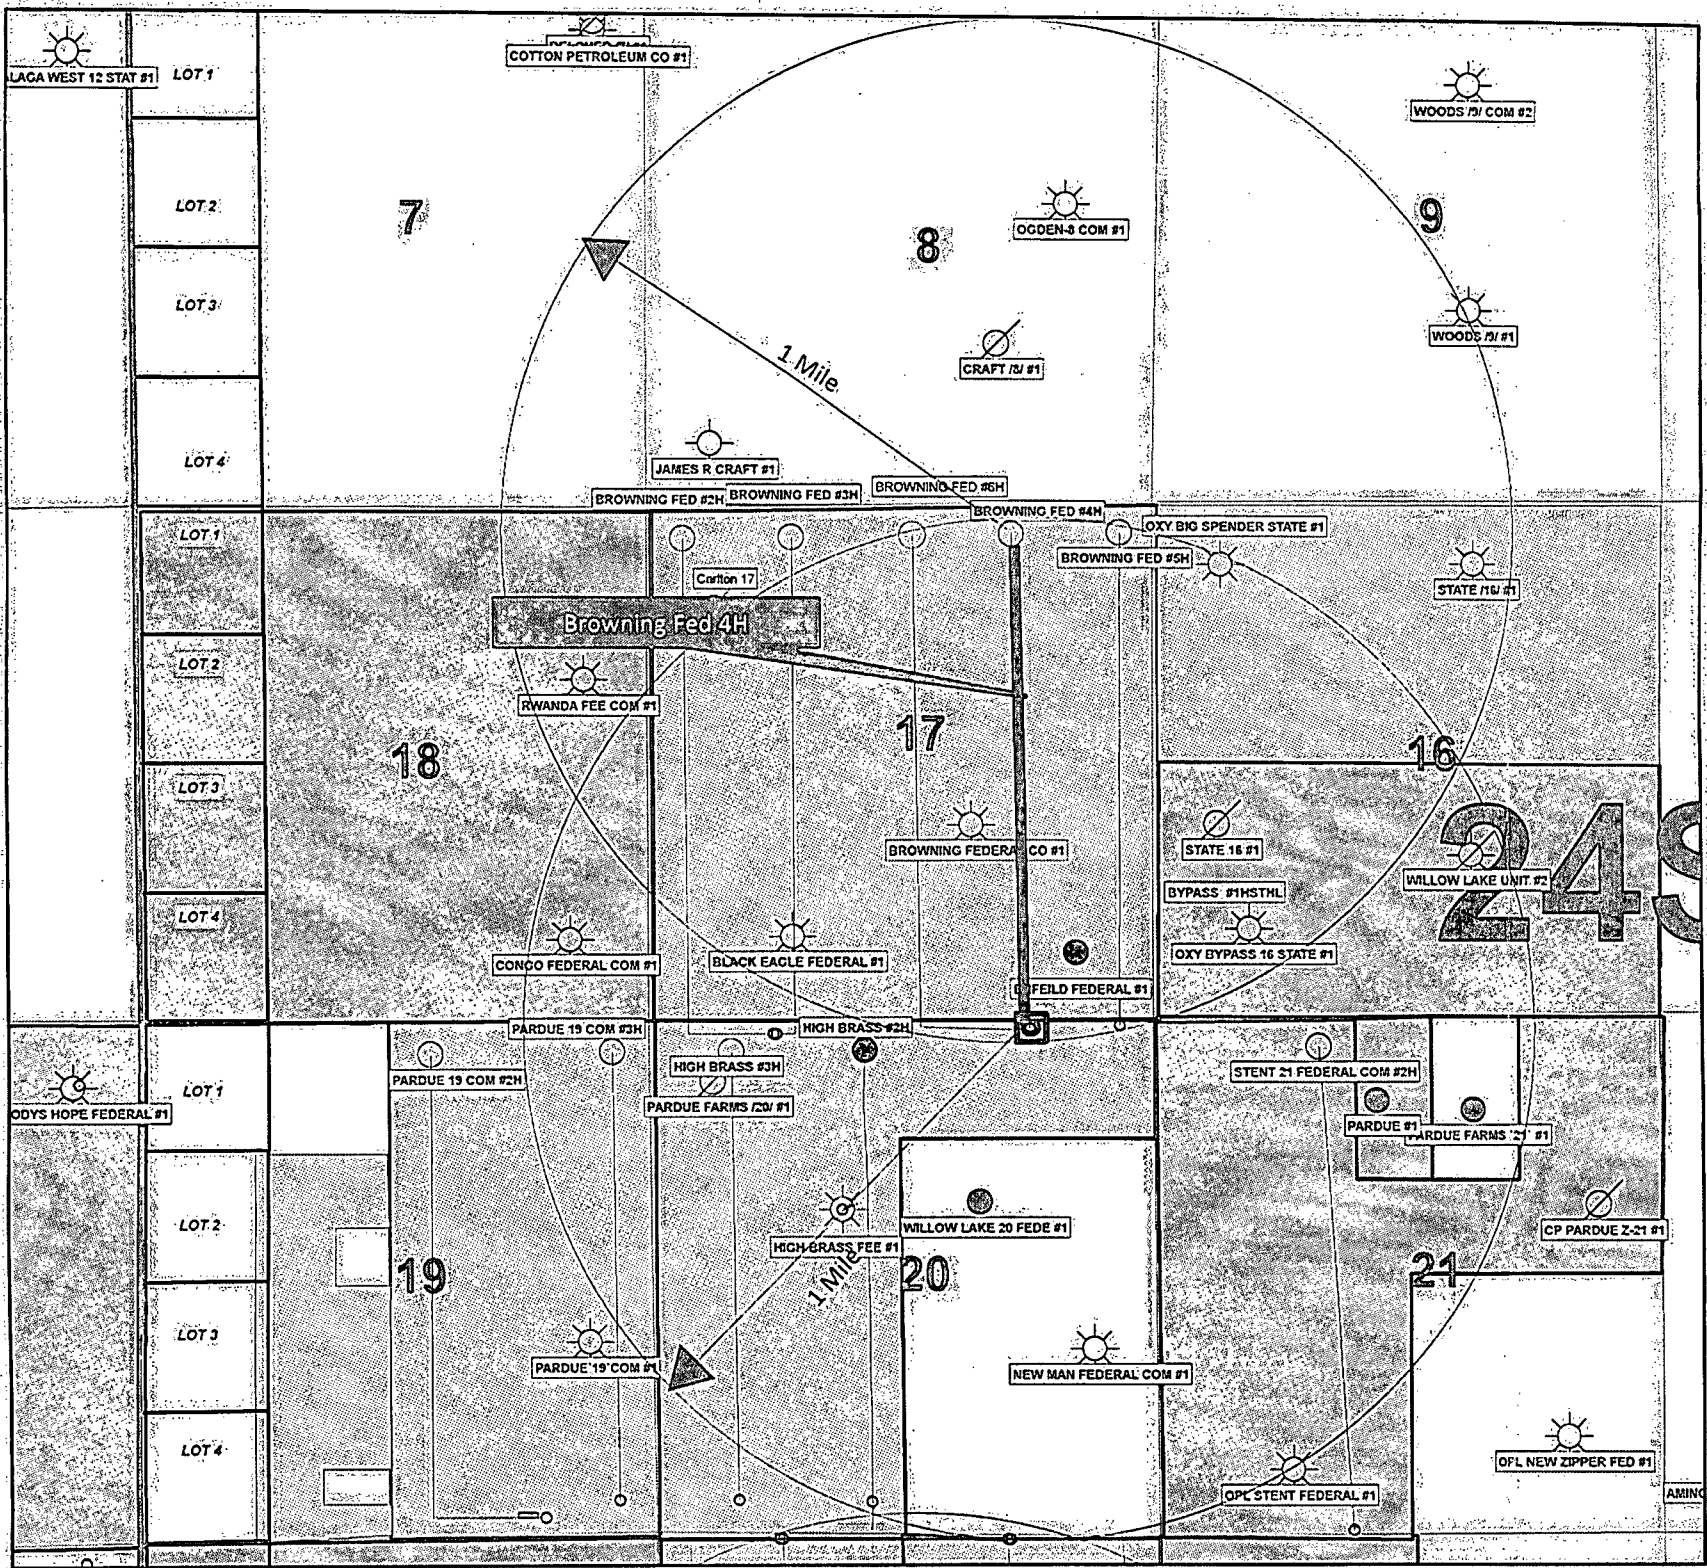 COTTON PETROLEUM CO #1
LAGA WEST 12 STAT #1
LOT 1
WOODS /9/ COM #2
LOT 2
7
8
9
OGDEN-8 COM #1
LOT 3
WOODS /9/ #1
1 Mile
CRAFT /8/ #1
LOT 4
JAMES R CRAFT #1
BROWNING FED #2H
BROWNING FED #3H
BROWNING FED #6H
BROWNING FED #4H
OXY BIG SPENDER STATE #1
LOT 1
BROWNING FED #5H
Carlton 17
STATE /16/ #1
Browning Fed 4H
LOT 2
RWANDA FEE COM #1
18
17
16
LOT 3
24S
BROWNING FEDERAL CO #1
STATE 16 #1
WILLOW LAKE UNIT #2
BYPASS #1HSTHL
LOT 4
CONGO FEDERAL COM #1
BLACK EAGLE FEDERAL #1
OXY BYPASS 16 STATE #1
FEILD FEDERAL #1
PARDUE 19 COM #3H
HIGH BRASS #2H
PARDUE 19 COM #2H
HIGH BRASS #3H
STENT 21 FEDERAL COM #2H
LOT 1
ODYS HOPE FEDERAL #1
PARDUE FARMS /20/ #1
PARDUE #1
PARDUE FARMS '21' #1
LOT 2
WILLOW LAKE 20 FEDE #1
CP PARDUE Z-21 #1
HIGH BRASS FEE #1
19
20
21
1 Mile
LOT 3
PARDUE 19 COM #1
NEW MAN FEDERAL COM #1
LOT 4
OPL NEW ZIPPER FED #1
OPL STENT FEDERAL #1
AMINO